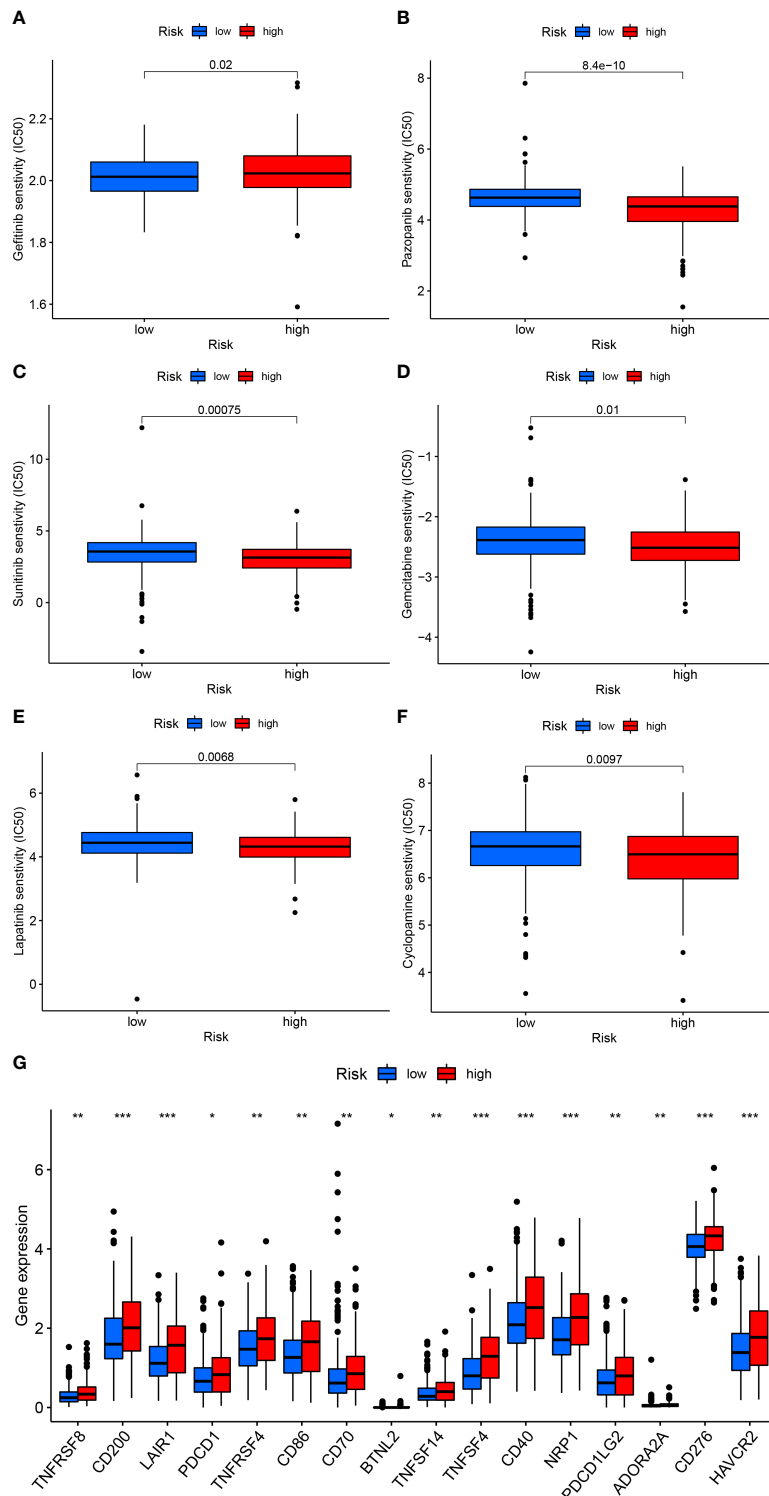 A
Risk low high
0.02
Gefitinib senstivity (IC50)
2.2
2.0
1.8
1.6
low high
Risk
B
Risk low high
8.4e−10
Pazopanib senstivity (IC50)
8
6
4
2
low high
Risk
C
Risk low high
0.00075
Sunitinib senstivity (IC50)
10
5
0
low high
Risk
D
Risk low high
0.01
Gemcitabine senstivity (IC50)
−1
−2
−3
−4
low high
Risk
E
Risk low high
0.0068
Lapatinib senstivity (IC50)
6
4
2
0
low high
Risk
F
Risk low high
0.0097
Cyclopamine senstivity (IC50)
8
7
6
5
4
low high
Risk
G
Risk low high
** *** *** * ** ** ** * ** *** *** *** ** ** *** ***
Gene expression
6
4
2
0
TNFRSF8
CD200
LAIR1
PDCD1
TNFRSF4
CD86
CD70
BTNL2
TNFSF14
TNFSF4
CD40
NRP1
PDCD1LG2
ADORA2A
CD276
HAVCR2